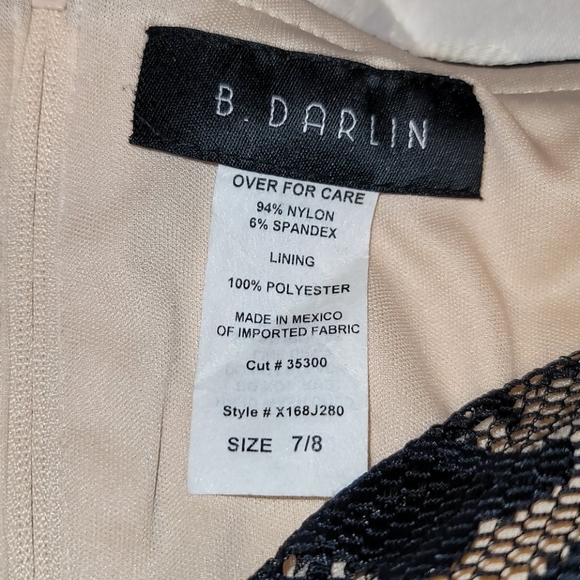 B. DARLIN
OVER FOR CARE
94% NYLON
6% SPANDEX
LINING
100% POLYESTER
MADE IN MEXICO
OF IMPORTED FABRIC
Cut # 35300
Style # X168J280
SIZE 7/8